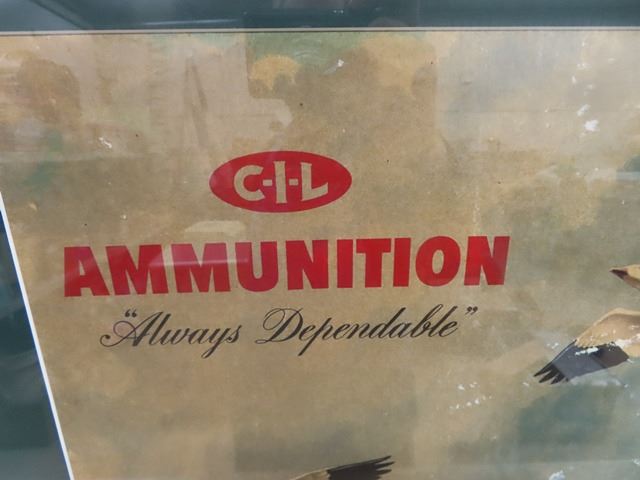 C-I-L
AMMUNITION
“Always Dependable”